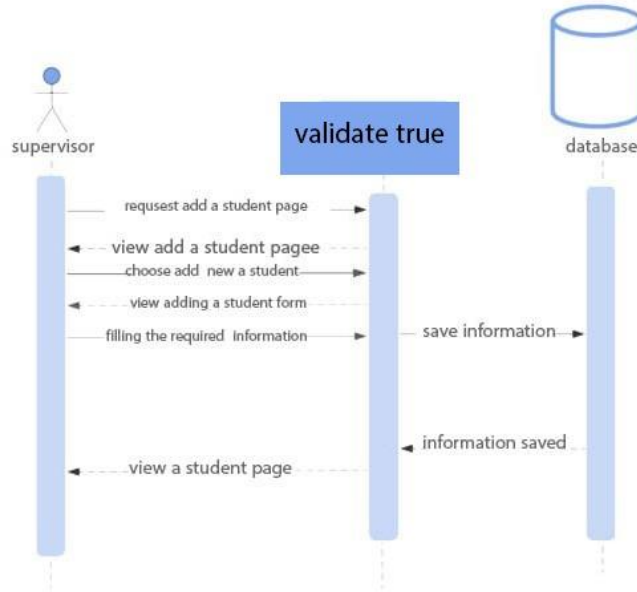 validate true
supervisor
database
requsest add a student page
view add a student pagee
choose add new a student
view adding a student form
filling the required information
save information
information saved
view a student page